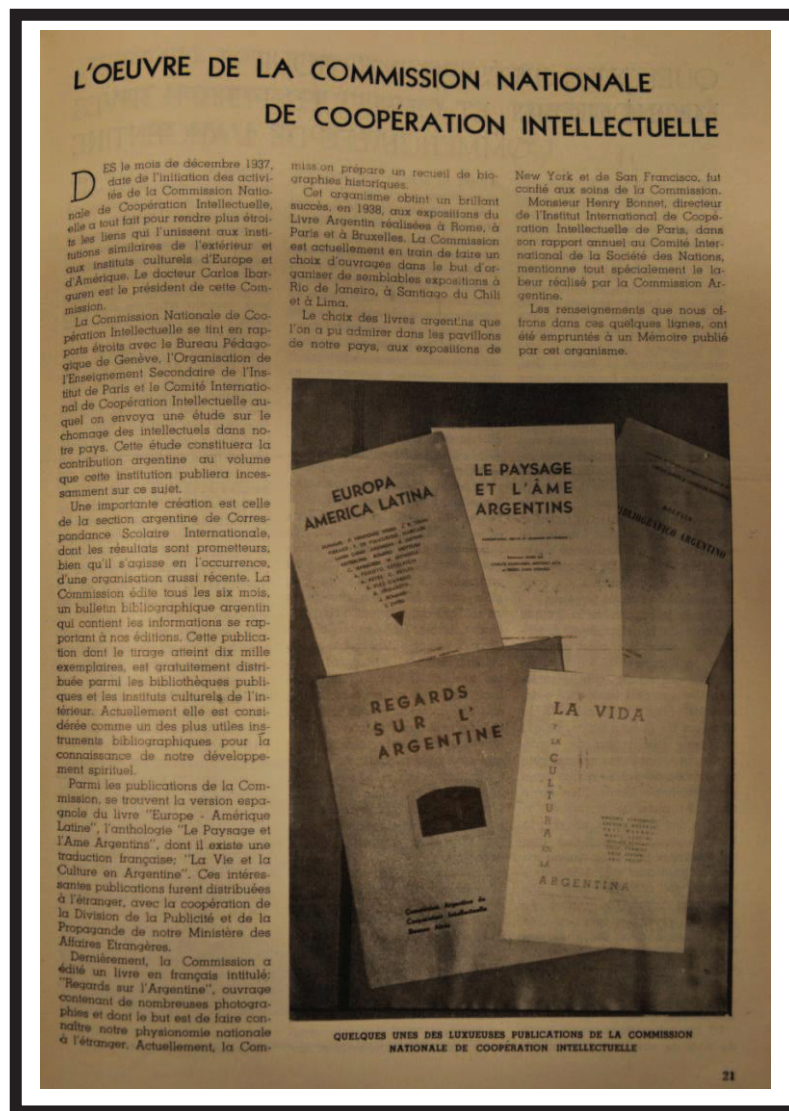 L'OEUVRE DE LA COMMISSION NATIONALE
DE COOPÉRATION INTELLECTUELLE
DES le mois de décembre 1937,
date de l'initiation des activi-
tés de la Commission Natio-
nale de Coopération Intellectuelle,
elle a tout fait pour rendre plus étroi-
ts les liens qui l'unissent aux insti-
tutions similaires de l'extérieur et
aux instituts culturels d'Europe et
d'Amérique. Le docteur Carlos Ibar-
guren est le président de cette Com-
mission.
La Commission Nationale de Coo-
pération Intellectuelle se tint en rap-
ports étroits avec le Bureau Pédago-
gique de Genève, l'Organisation de
l'Enseignement Secondaire de l'Ins-
titut de Paris et le Comité Internatio-
nal de Coopération Intellectuelle au-
quel on envoya une étude sur le
chomage des intellectuels dans no-
tre pays. Cette étude constituera la
contribution argentine au volume
que cette institution publiera inces-
samment sur ce sujet.
Une importante création est celle
de la section argentine de Corres-
pondance Scolaire Internationale,
dont les résultats sont prometteurs,
bien qu'il s'agisse en l'occurrence,
d'une organisation aussi récente. La
Commission édite tous les six mois,
un bulletin bibliographique argentin
qui contient les informations se rap-
portant à nos éditions. Cette publica-
tion dont le tirage atteint dix mille
exemplaires, est gratuitement distri-
buée parmi les bibliothèques publi-
ques et les instituts culturels de l'in-
térieur. Actuellement elle est consi-
dérée comme un des plus utiles ins-
truments bibliographiques pour la
connaissance de notre développe-
ment spirituel.
Parmi les publications de la Com-
mission, se trouvent la version espa-
gnole du livre "Europe - Amérique
Latine", l'anthologie "Le Paysage et
l'Ame Argentins", dont il existe une
traduction française; "La Vie et la
Culture en Argentine". Ces intéres-
santes publications furent distribuées
à l'étranger, avec la coopération de
la Division de la Publicité et de la
Propagande de notre Ministère des
Affaires Etrangères.
Dernièrement, la Commission a
édité un livre en français intitulé:
"Regards sur l'Argentine", ouvrage
contenant de nombreuses photogra-
phies et dont le but est de faire con-
naître notre physionomie nationale
à l'étranger. Actuellement, la Com-
mission prépare un recueil de bio-
graphies historiques.
Cet organisme obtint un brillant
succès, en 1938, aux expositions du
Livre Argentin réalisées à Rome, à
Paris et à Bruxelles. La Commission
est actuellement en train de faire un
choix d'ouvrages dans le but d'or-
ganiser de semblables expositions à
Rio de Janeiro, à Santiago du Chili
et à Lima.
Le choix des livres argentins que
l'on a pu admirer dans les pavillons
de notre pays, aux expositions de
New York et de San Francisco, fut
confié aux soins de la Commission.
Monsieur Henry Bonnet, directeur
de l'Institut International de Coopé-
ration Intellectuelle de Paris, dans
son rapport annuel au Comité Inter-
national de la Société des Nations,
mentionne tout spécialement le la-
beur réalisé par la Commission Ar-
gentine.
Les renseignements que nous of-
frons dans ces quelques lignes, ont
été empruntés à un Mémoire publié
par cet organisme.
EUROPA
AMERICA LATINA
LE PAYSAGE
ET L'ÂME
ARGENTINS
BOLETIN
BIBLIOGRAFICO ARGENTINO
REGARDS
SUR L'
ARGENTINE
Commission Argentine de
Coopération Intellectuelle
Buenos Aires
LA VIDA
Y LA CULTURA EN LA
ARGENTINA
QUELQUES UNES DES LUXUEUSES PUBLICATIONS DE LA COMMISSION
NATIONALE DE COOPÉRATION INTELLECTUELLE
21